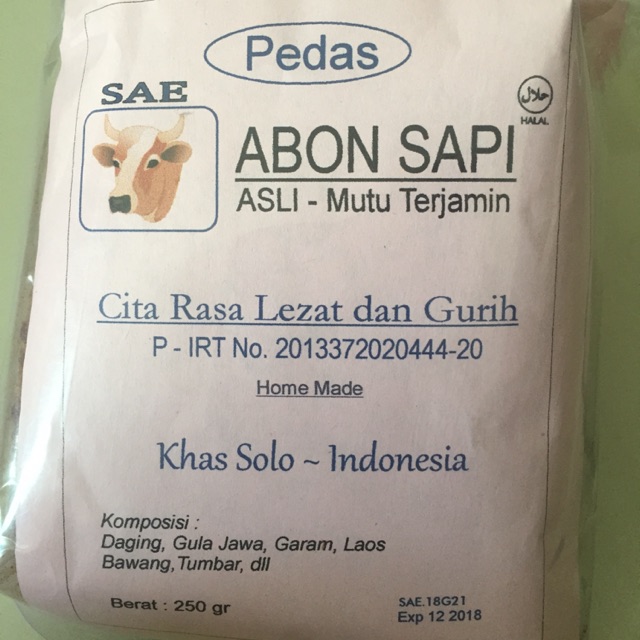 Pedas
SAE
حلال
HALAL
ABON SAPI
ASLI - Mutu Terjamin
Cita Rasa Lezat dan Gurih
P - IRT No. 2013372020444-20
Home Made
Khas Solo ~ Indonesia
Komposisi :
Daging, Gula Jawa, Garam, Laos
Bawang,Tumbar, dll
Berat : 250 gr
SAE.18G21
Exp 12 2018